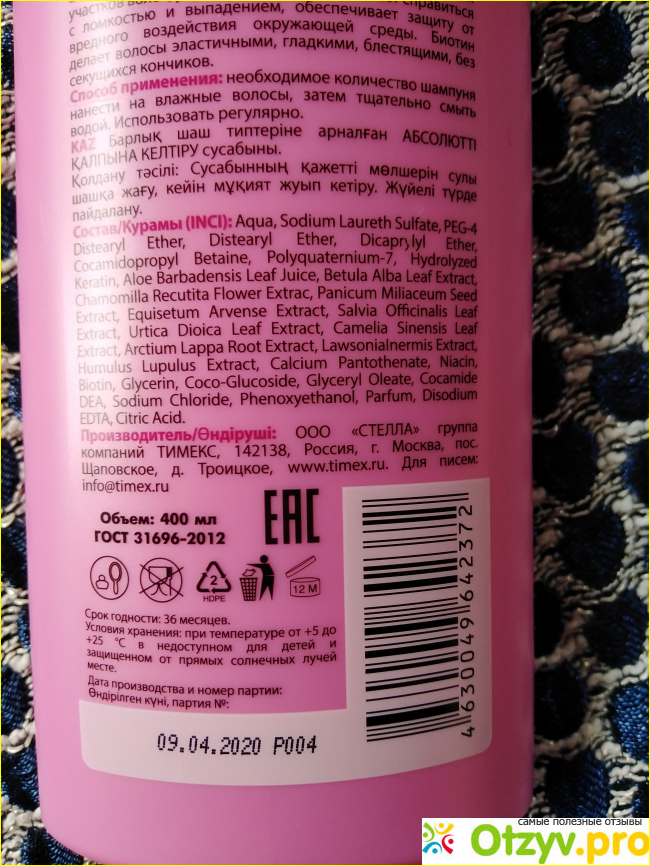 с ломкостью и выпадением, обеспечивает защиту от
вредного воздействия окружающей среды. Биотин
делает волосы эластичными, гладкими, блестящими, без
секущихся кончиков.
Способ применения: необходимое количество шампуня
нанести на влажные волосы, затем тщательно смыть
водой. Использовать регулярно.
KAZ Барлық шаш типтеріне арналған АБСОЛЮТТІ
ҚАЛПЫНА КЕЛТІРУ сусабыны.
Қолдану тәсілі: Сусабынның қажетті мөлшерін сулы
шашқа жағу, кейін мұқият жуып кетіру. Жүйелі түрде
пайдалану.
Состав/Курамы (INCI): Aqua, Sodium Laureth Sulfate, PEG-4
Distearyl Ether, Distearyl Ether, Dicaprylyl Ether,
Cocamidopropyl Betaine, Polyquaternium-7, Hydrolyzed
Keratin, Aloe Barbadensis Leaf Juice, Betula Alba Leaf Extract,
Chamomilla Recutita Flower Extrac, Panicum Miliaceum Seed
Extract, Equisetum Arvense Extract, Salvia Officinalis Leaf
Extract, Urtica Dioica Leaf Extract, Camelia Sinensis Leaf
Extract, Arctium Lappa Root Extract, Lawsonialnermis Extract,
Humulus Lupulus Extract, Calcium Pantothenate, Niacin,
Biotin, Glycerin, Coco-Glucoside, Glyceryl Oleate, Cocamide
DEA, Sodium Chloride, Phenoxyethanol, Parfum, Disodium
EDTA, Citric Acid.
Производитель/Өндіруші: ООО «СТЕЛЛА» группа
компаний ТИМЕКС, 142138, Россия, г. Москва, пос.
Щаповское, д. Троицкое, www.timex.ru. Для писем:
info@timex.ru
Объем: 400 мл
ГОСТ 31696-2012
EAC
2
HDPE
12 M
Срок годности: 36 месяцев.
Условия хранения: при температуре от +5 до
+25 °C в недоступном для детей и
защищенном от прямых солнечных лучей
месте.
Дата производства и номер партии:
Өндірілген күні, партия №:
09.04.2020 P004
4630049642372
самые полезные отзывы
Otzyv.pro